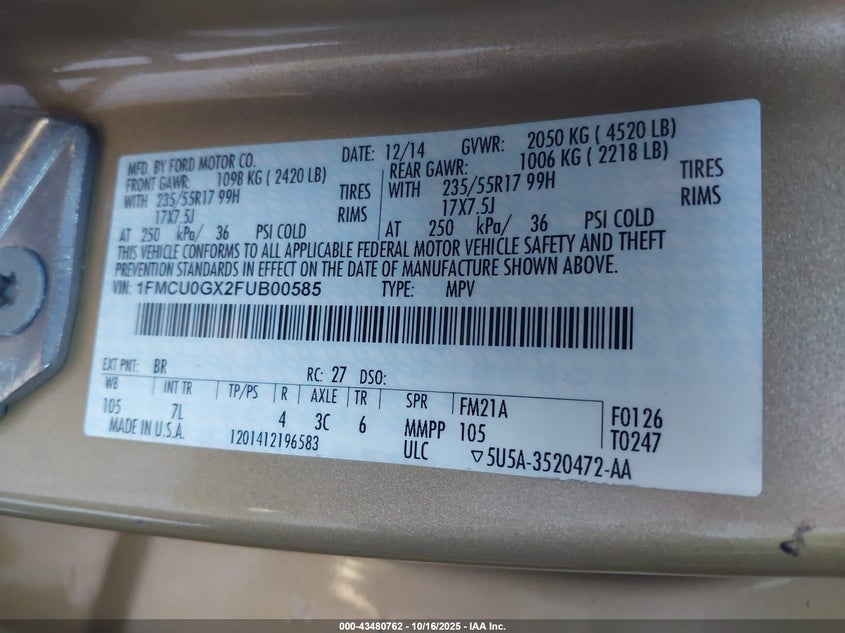 MFD. BY FORD MOTOR CO. DATE: 12/14 GVWR: 2050 KG ( 4520 LB)
FRONT GAWR: 1098 KG ( 2420 LB) REAR GAWR: 1006 KG ( 2218 LB)
WITH 235/55R17 99H TIRES WITH 235/55R17 99H TIRES
17X7.5J RIMS 17X7.5J RIMS
AT 250 kPa/ 36 PSI COLD AT 250 kPa/ 36 PSI COLD
THIS VEHICLE CONFORMS TO ALL APPLICABLE FEDERAL MOTOR VEHICLE SAFETY AND THEFT
PREVENTION STANDARDS IN EFFECT ON THE DATE OF MANUFACTURE SHOWN ABOVE.
VIN: 1FMCU0GX2FUB00585 TYPE: MPV
EXT PNT: BR RC: 27 DSO:
WB INT TR TP/PS R AXLE TR SPR FM21A F0126
105 7L 4 3C 6 MMPP 105 T0247
MADE IN U.S.A. 1201412196583 ULC ▽5U5A-3520472-AA
000-43480762 - 10/16/2025 - IAA Inc.